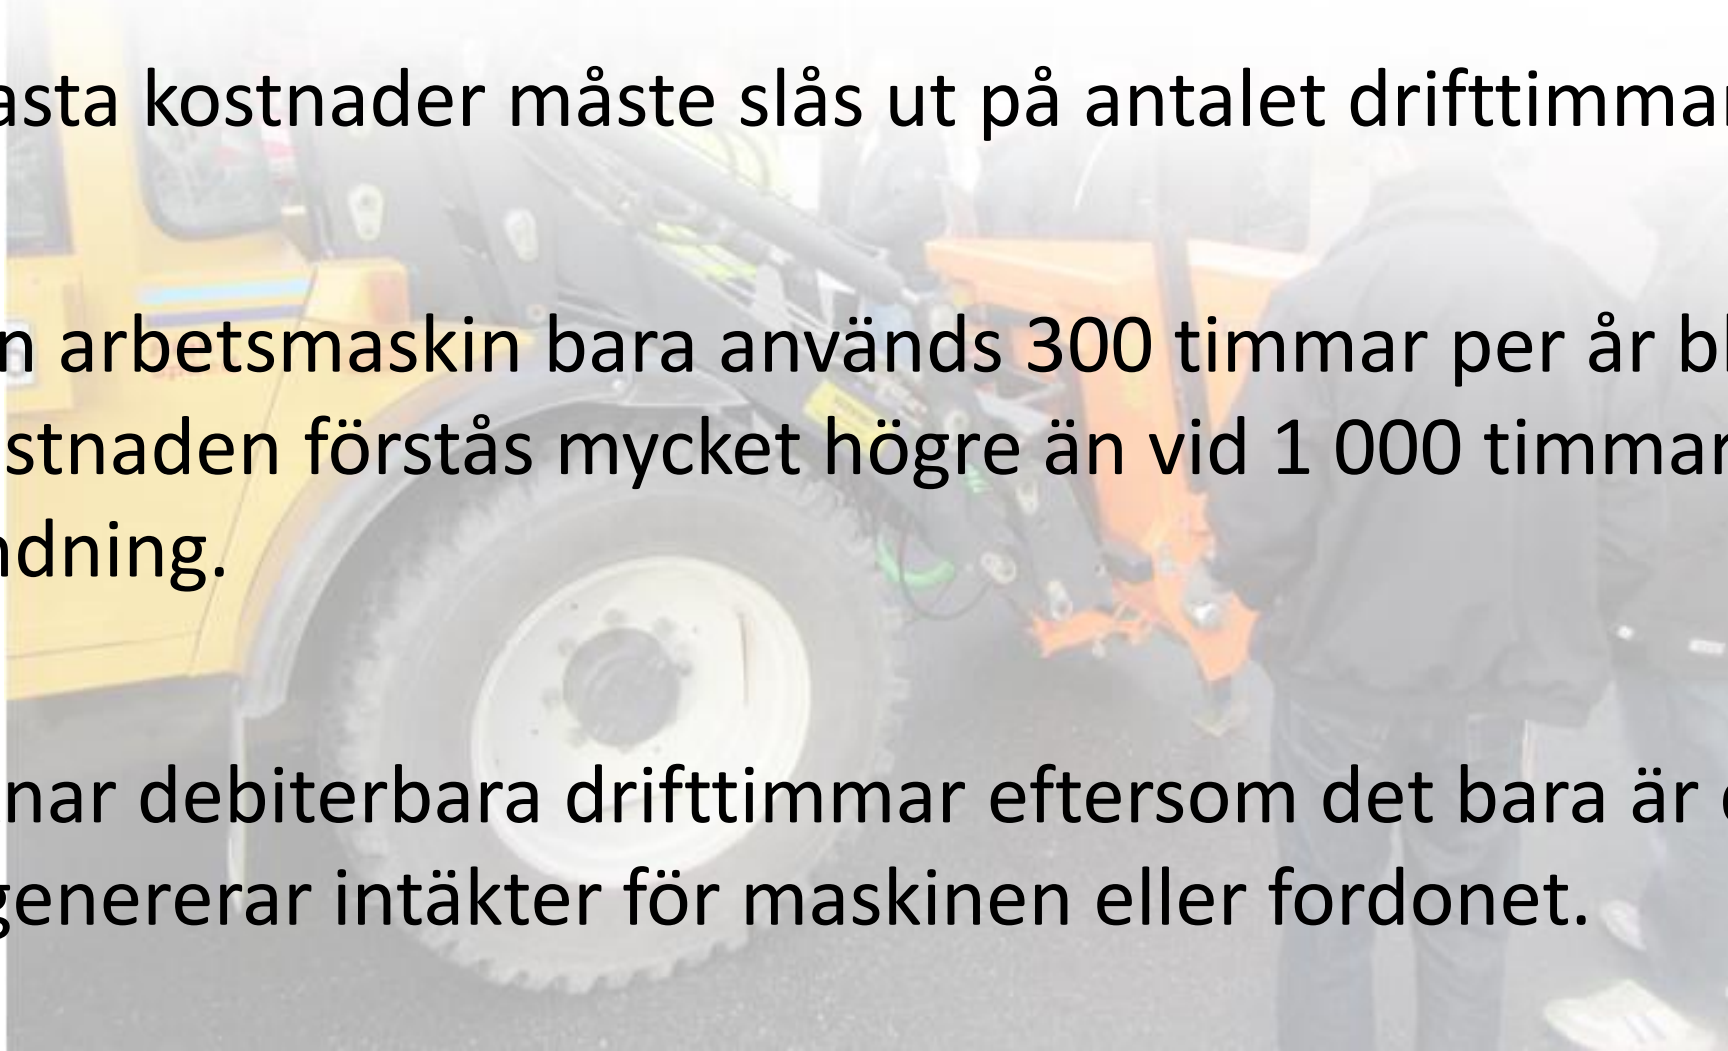 asta kostnader måste slås ut på antalet drifttimmar
n arbetsmaskin bara används 300 timmar per år bl
stnaden förstås mycket högre än vid 1 000 timmar
ndning.
nar debiterbara drifttimmar eftersom det bara är
genererar intäkter för maskinen eller fordonet.